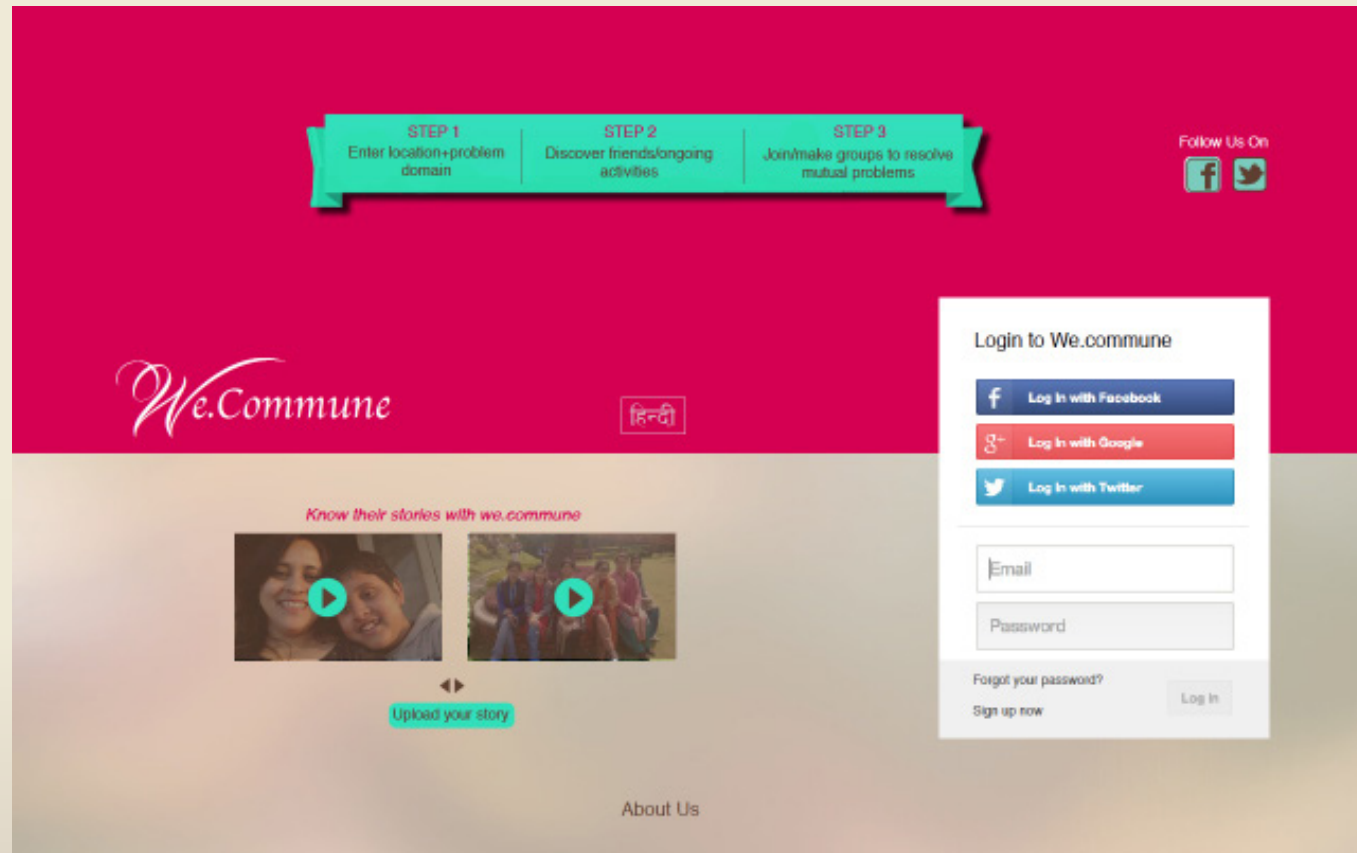 STEP 1
Enter location+problem
domain
STEP 2
Discover friends/ongoing
activities
STEP 3
Join/make groups to resolve
mutual problems
Follow Us On
We.Commune
हिन्दी
Login to We.commune
Log In with Facebook
Log In with Google
Log In with Twitter
Email
Password
Forgot your password?
Sign up now
Log In
Know their stories with we.commune
Upload your story
About Us